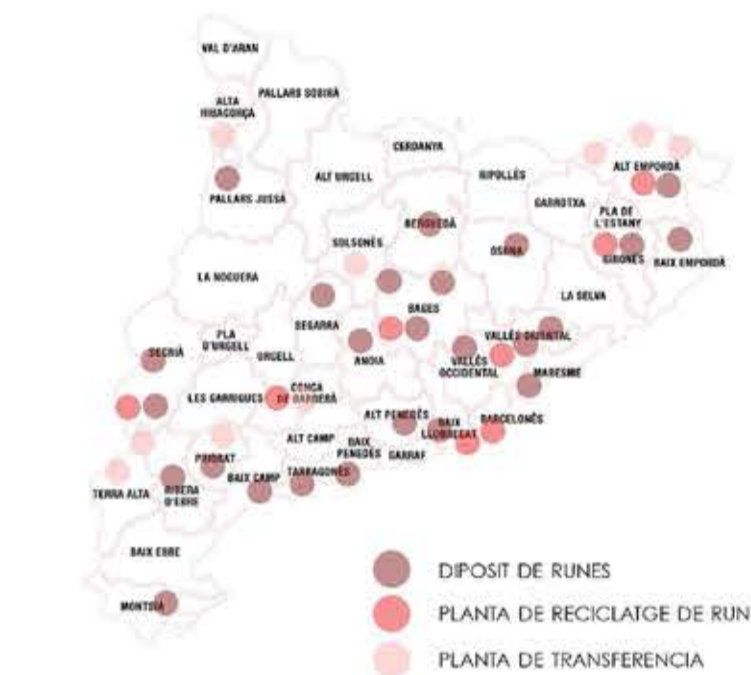 VAL D'ARAN
PALLARS SOBIRÀ
ALTA
RIBAGORÇA
CERDANYA
ALT URGELL
RIPOLLÈS
ALT EMPORDÀ
PALLARS JUSSÀ
GARROTXA
PLA DE
L'ESTANY
BERGUEDÀ
SOLSONÈS
OSONA
GIRONÈS
BAIX EMPORDÀ
LA NOGUERA
LA SELVA
BAGES
SEGARRA
PLA
D'URGELL
URGELL
VALLÈS ORIENTAL
SEGRIÀ
ANOIA
VALLÈS
OCCIDENTAL
MARESME
LES GARRIGUES
CONCA
DE BARBERÀ
ALT PENEDÈS
BAIX
LLOBREGAT
BARCELONÈS
ALT CAMP
BAIX
PENEDÈS
GARRAF
PRIORAT
BAIX CAMP
TARRAGONÈS
TERRA ALTA
RIBERA
D'EBRE
BAIX EBRE
MONTSIÀ
DIPOSIT DE RUNES
PLANTA DE RECICLATGE DE RUN
PLANTA DE TRANSFERENCIA